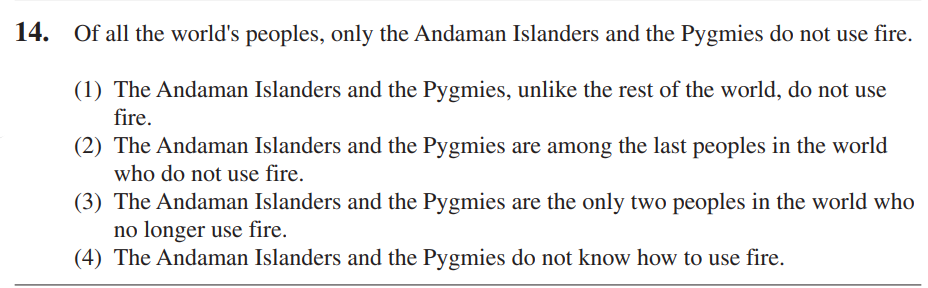 14. Of all the world's peoples, only the Andaman Islanders and the Pygmies do not use fire.
(1) The Andaman Islanders and the Pygmies, unlike the rest of the world, do not use
fire.
(2) The Andaman Islanders and the Pygmies are among the last peoples in the world
who do not use fire.
(3) The Andaman Islanders and the Pygmies are the only two peoples in the world who
no longer use fire.
(4) The Andaman Islanders and the Pygmies do not know how to use fire.